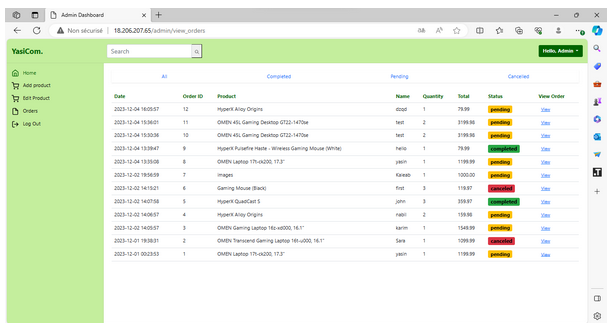 Admin Dashboard
Non sécurisé | 18.206.207.65/admin/view_orders
YasiCom.
Search
Hello, Admin
Home
Add product
Edit Product
Orders
Log Out
All Completed Pending Canceled
Date Order ID Product Name Quantity Total Status View Order
2023-12-04 16:05:57 12 HyperX Alloy Origins dzqd 1 79.99 pending View
2023-12-04 15:36:01 11 OMEN 45L Gaming Desktop GT22-1470se test 2 3199.98 pending View
2023-12-04 15:30:36 10 OMEN 45L Gaming Desktop GT22-1470se test 2 3199.98 pending View
2023-12-04 13:39:47 9 HyperX Pulsefire Haste - Wireless Gaming Mouse (White) hero 1 79.99 completed View
2023-12-04 13:35:08 8 OMEN Laptop 17t-ck200, 17.3" yasin 1 1199.99 pending View
2023-12-02 19:56:59 7 images Kaieab 1 1000.00 pending View
2023-12-02 14:15:21 6 Gaming Mouse (Black) first 3 119.97 canceled View
2023-12-02 14:07:58 5 HyperX QuadCast S john 3 359.97 completed View
2023-12-02 14:06:57 4 HyperX Alloy Origins nabil 2 159.98 pending View
2023-12-02 14:05:57 3 OMEN Gaming Laptop 16z-xd000, 16.1" karim 1 1549.99 pending View
2023-12-01 19:38:31 2 OMEN Transcend Gaming Laptop 16t-u000, 16.1" Sara 1 1099.99 canceled View
2023-12-01 00:23:53 1 OMEN Laptop 17t-ck200, 17.3" yasin 1 1199.99 pending View